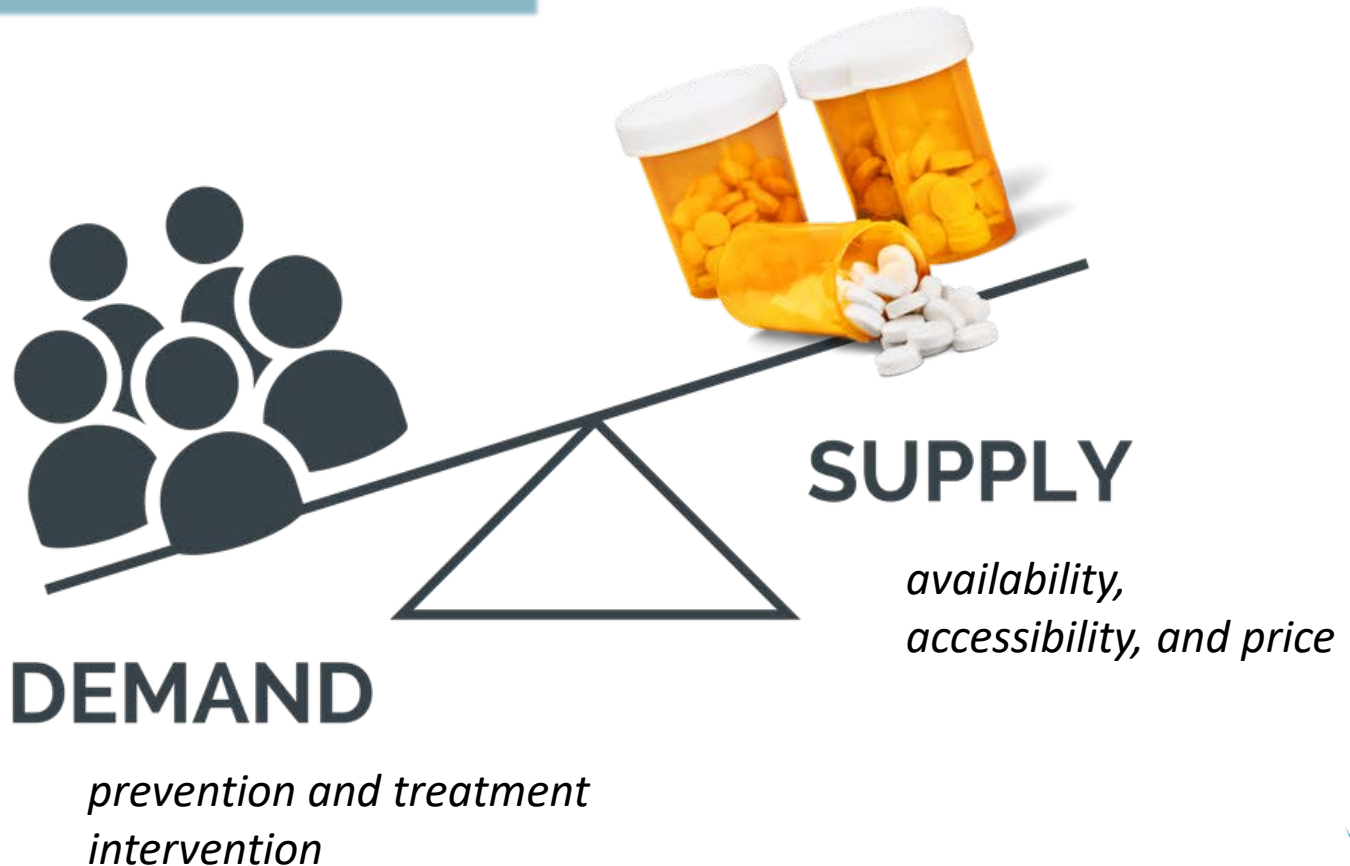 SUPPLY
availability,
accessibility, and price
DEMAND
prevention and treatment
intervention